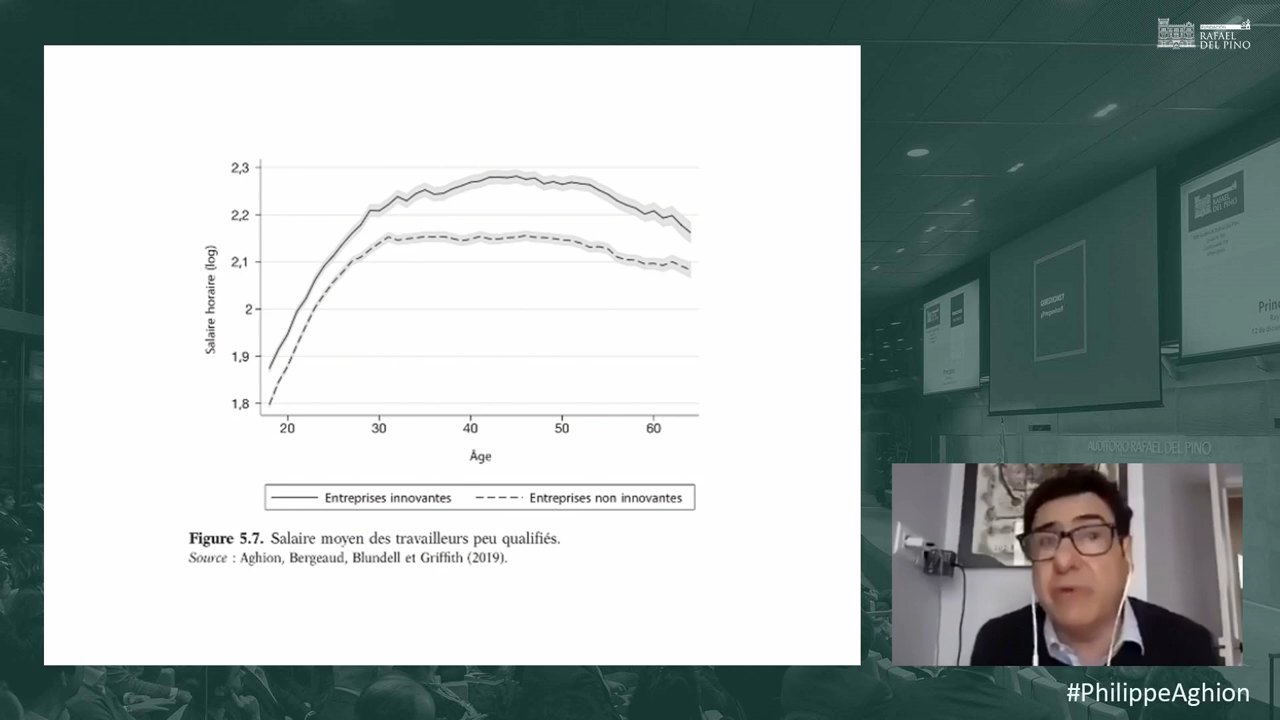 FUNDACIÓN
RAFAEL
DEL PINO
2,3
2,2
2,1
2
1,9
1,8
Salaire horaire (log)
20 30 40 50 60
Âge
Entreprises innovantes Entreprises non innovantes
Figure 5.7. Salaire moyen des travailleurs peu qualifiés.
Source : Aghion, Bergeaud, Blundell et Griffith (2019).
AUDITORIO RAFAEL DEL PINO
#PhilippeAghion